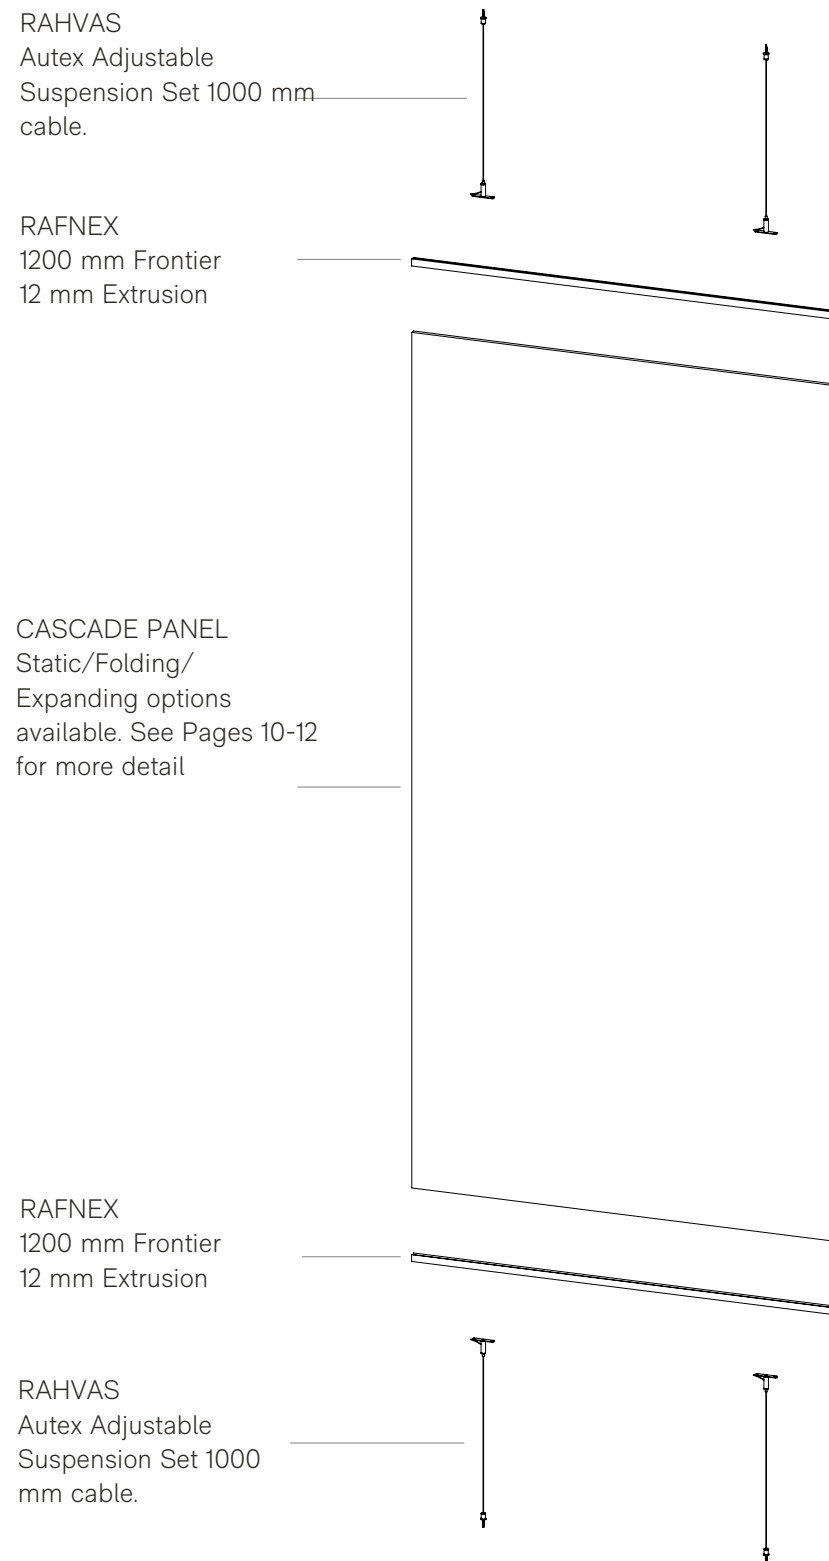 RAHVAS
Autex Adjustable
Suspension Set 1000 mm
cable.
RAFNEX
1200 mm Frontier
12 mm Extrusion
CASCADE PANEL
Static/Folding/
Expanding options
available. See Pages 10-12
for more detail
RAFNEX
1200 mm Frontier
12 mm Extrusion
RAHVAS
Autex Adjustable
Suspension Set 1000
mm cable.